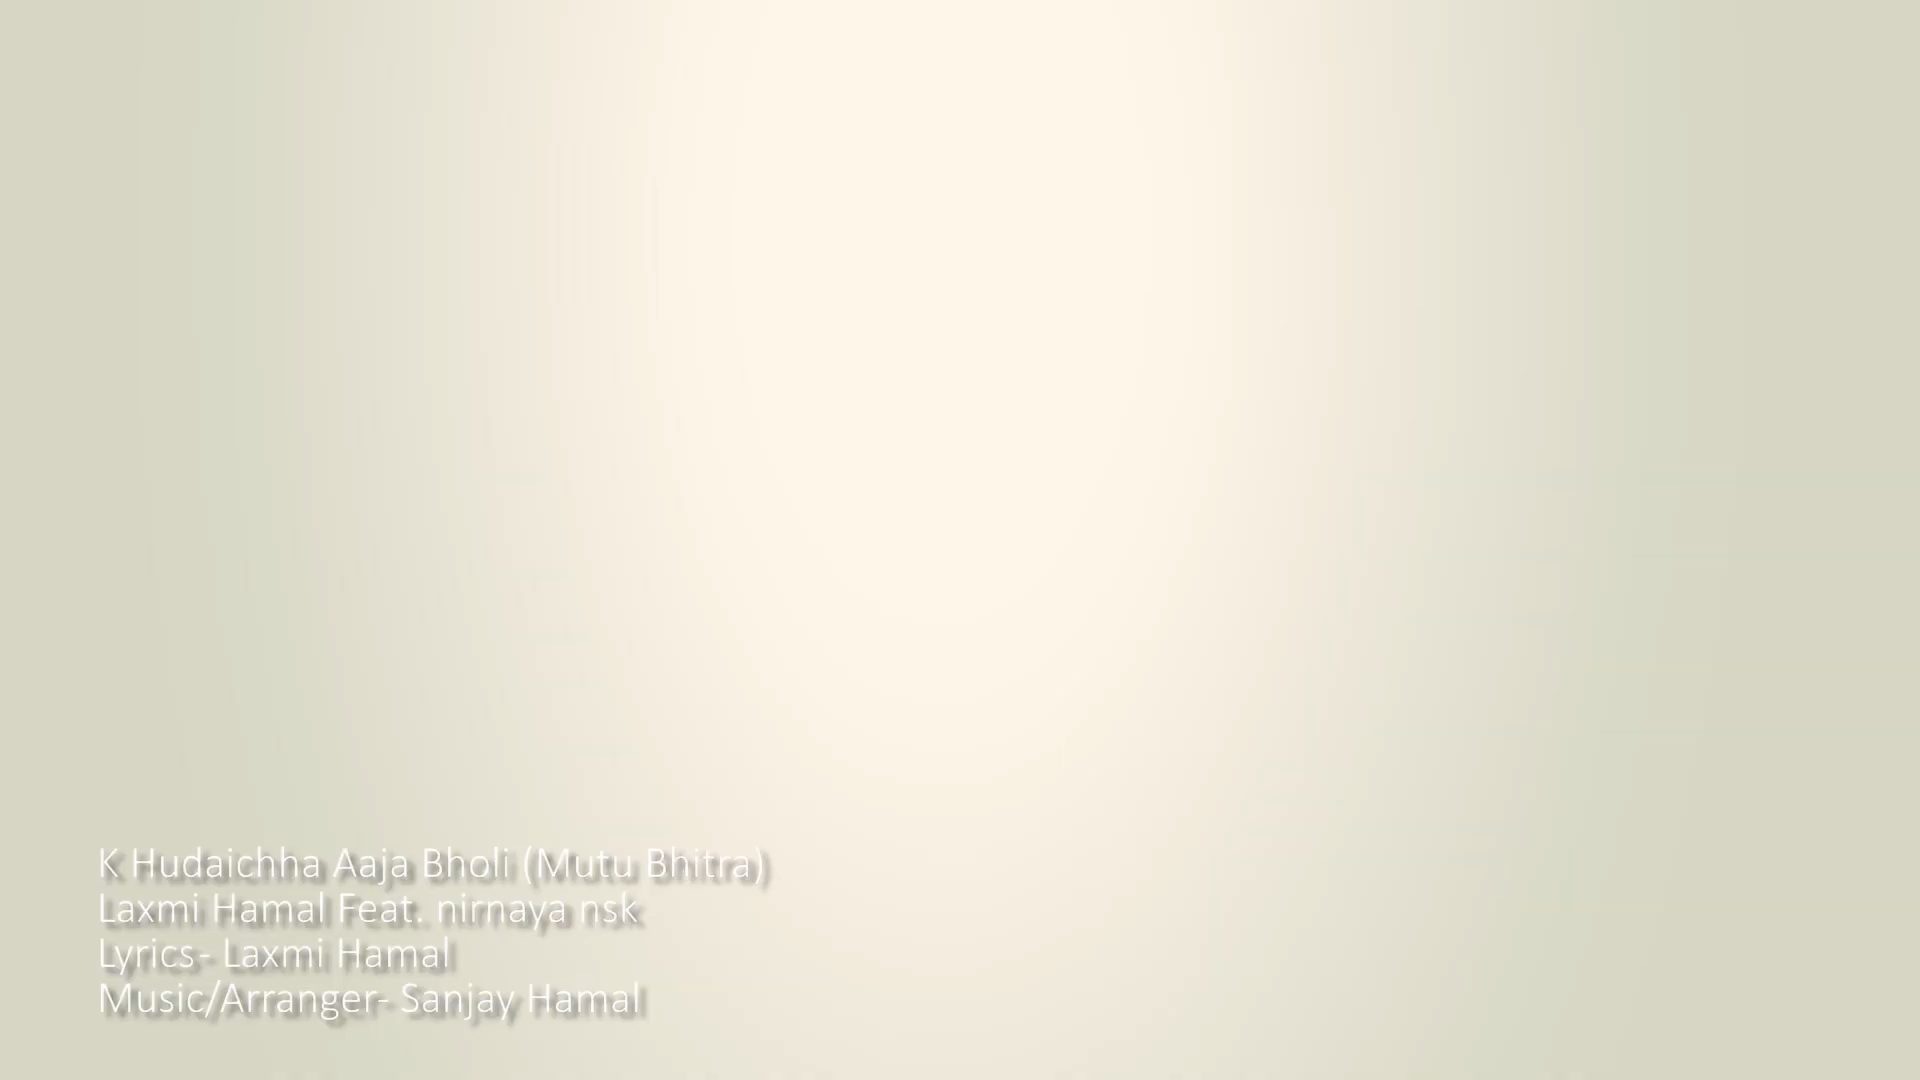 K Hudaichha Aaja Bholi (Mutu Bhitra)
Laxmi Hamal Feat. nirnaya nsk
Lyrics- Laxmi Hamal
Music/Arranger- Sanjay Hamal